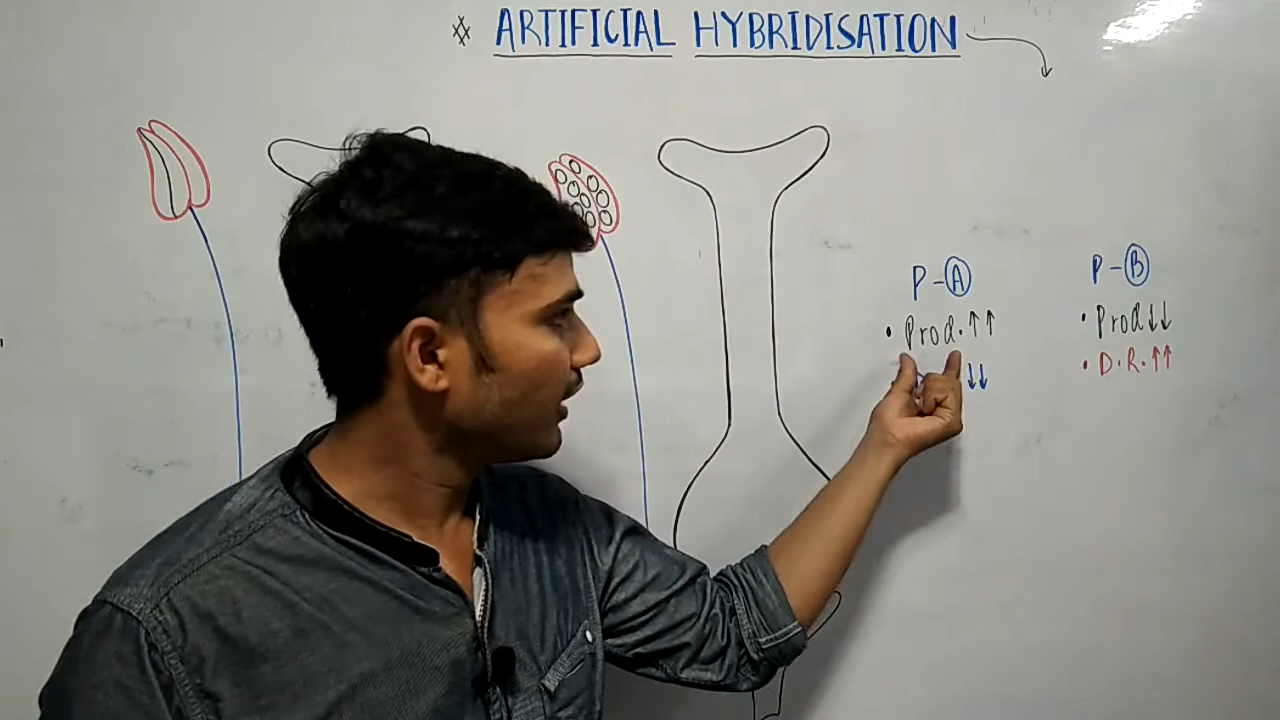 * ARTIFICIAL HYBRIDISATION
P-A
• Prod.↑↑
↓↓
P-B
• Prod↓↓
• D.R.↑↑